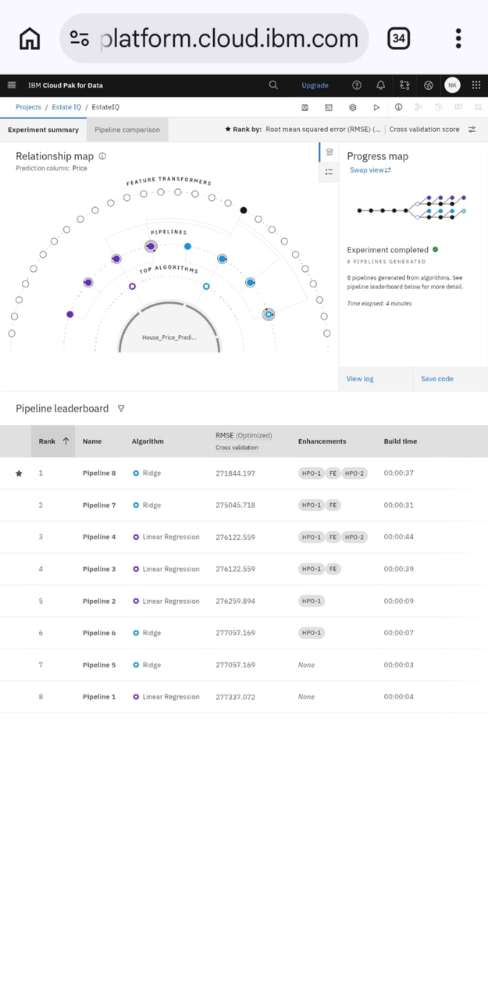 platform.cloud.ibm.com
34
IBM Cloud Pak for Data
Upgrade
NK
Projects / Estate IQ / EstateIQ
Experiment summary
Pipeline comparison
Rank by: Root mean squared error (RMSE) (... | Cross validation score
Relationship map
Prediction column: Price
FEATURE TRANSFORMERS
PIPELINES
TOP ALGORITHMS
House_Price_Predi...
Progress map
Swap view
Experiment completed
8 PIPELINES GENERATED
8 pipelines generated from algorithms. See
pipeline leaderboard below for more detail.
Time elapsed: 4 minutes
View log
Save code
Pipeline leaderboard
Rank Name Algorithm RMSE (Optimized) Cross validation Enhancements Build time
1 Pipeline 8 Ridge 271844.197 HPO-1 FE HPO-2 00:00:37
2 Pipeline 7 Ridge 275045.718 HPO-1 FE 00:00:31
3 Pipeline 4 Linear Regression 276122.559 HPO-1 FE HPO-2 00:00:44
4 Pipeline 3 Linear Regression 276122.559 HPO-1 FE 00:00:39
5 Pipeline 2 Linear Regression 276259.894 HPO-1 00:00:09
6 Pipeline 6 Ridge 277057.169 HPO-1 00:00:07
7 Pipeline 5 Ridge 277057.169 None 00:00:03
8 Pipeline 1 Linear Regression 277337.072 None 00:00:04